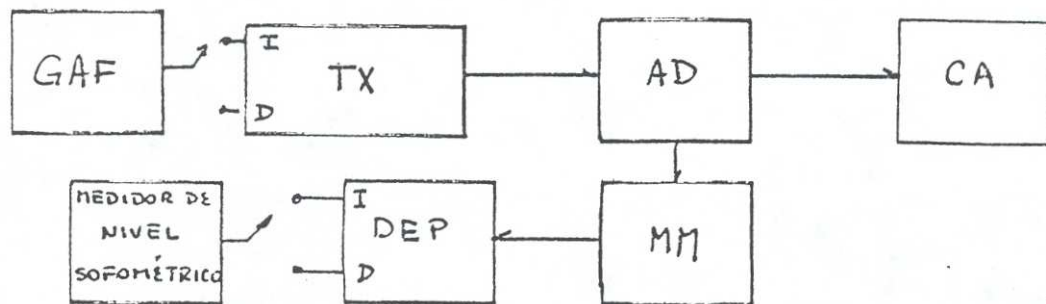 GAF
I
D
TX
AD
CA
MEDIDOR DE
NIVEL
SOFOMÉTRICO
I
D
DEP
MM